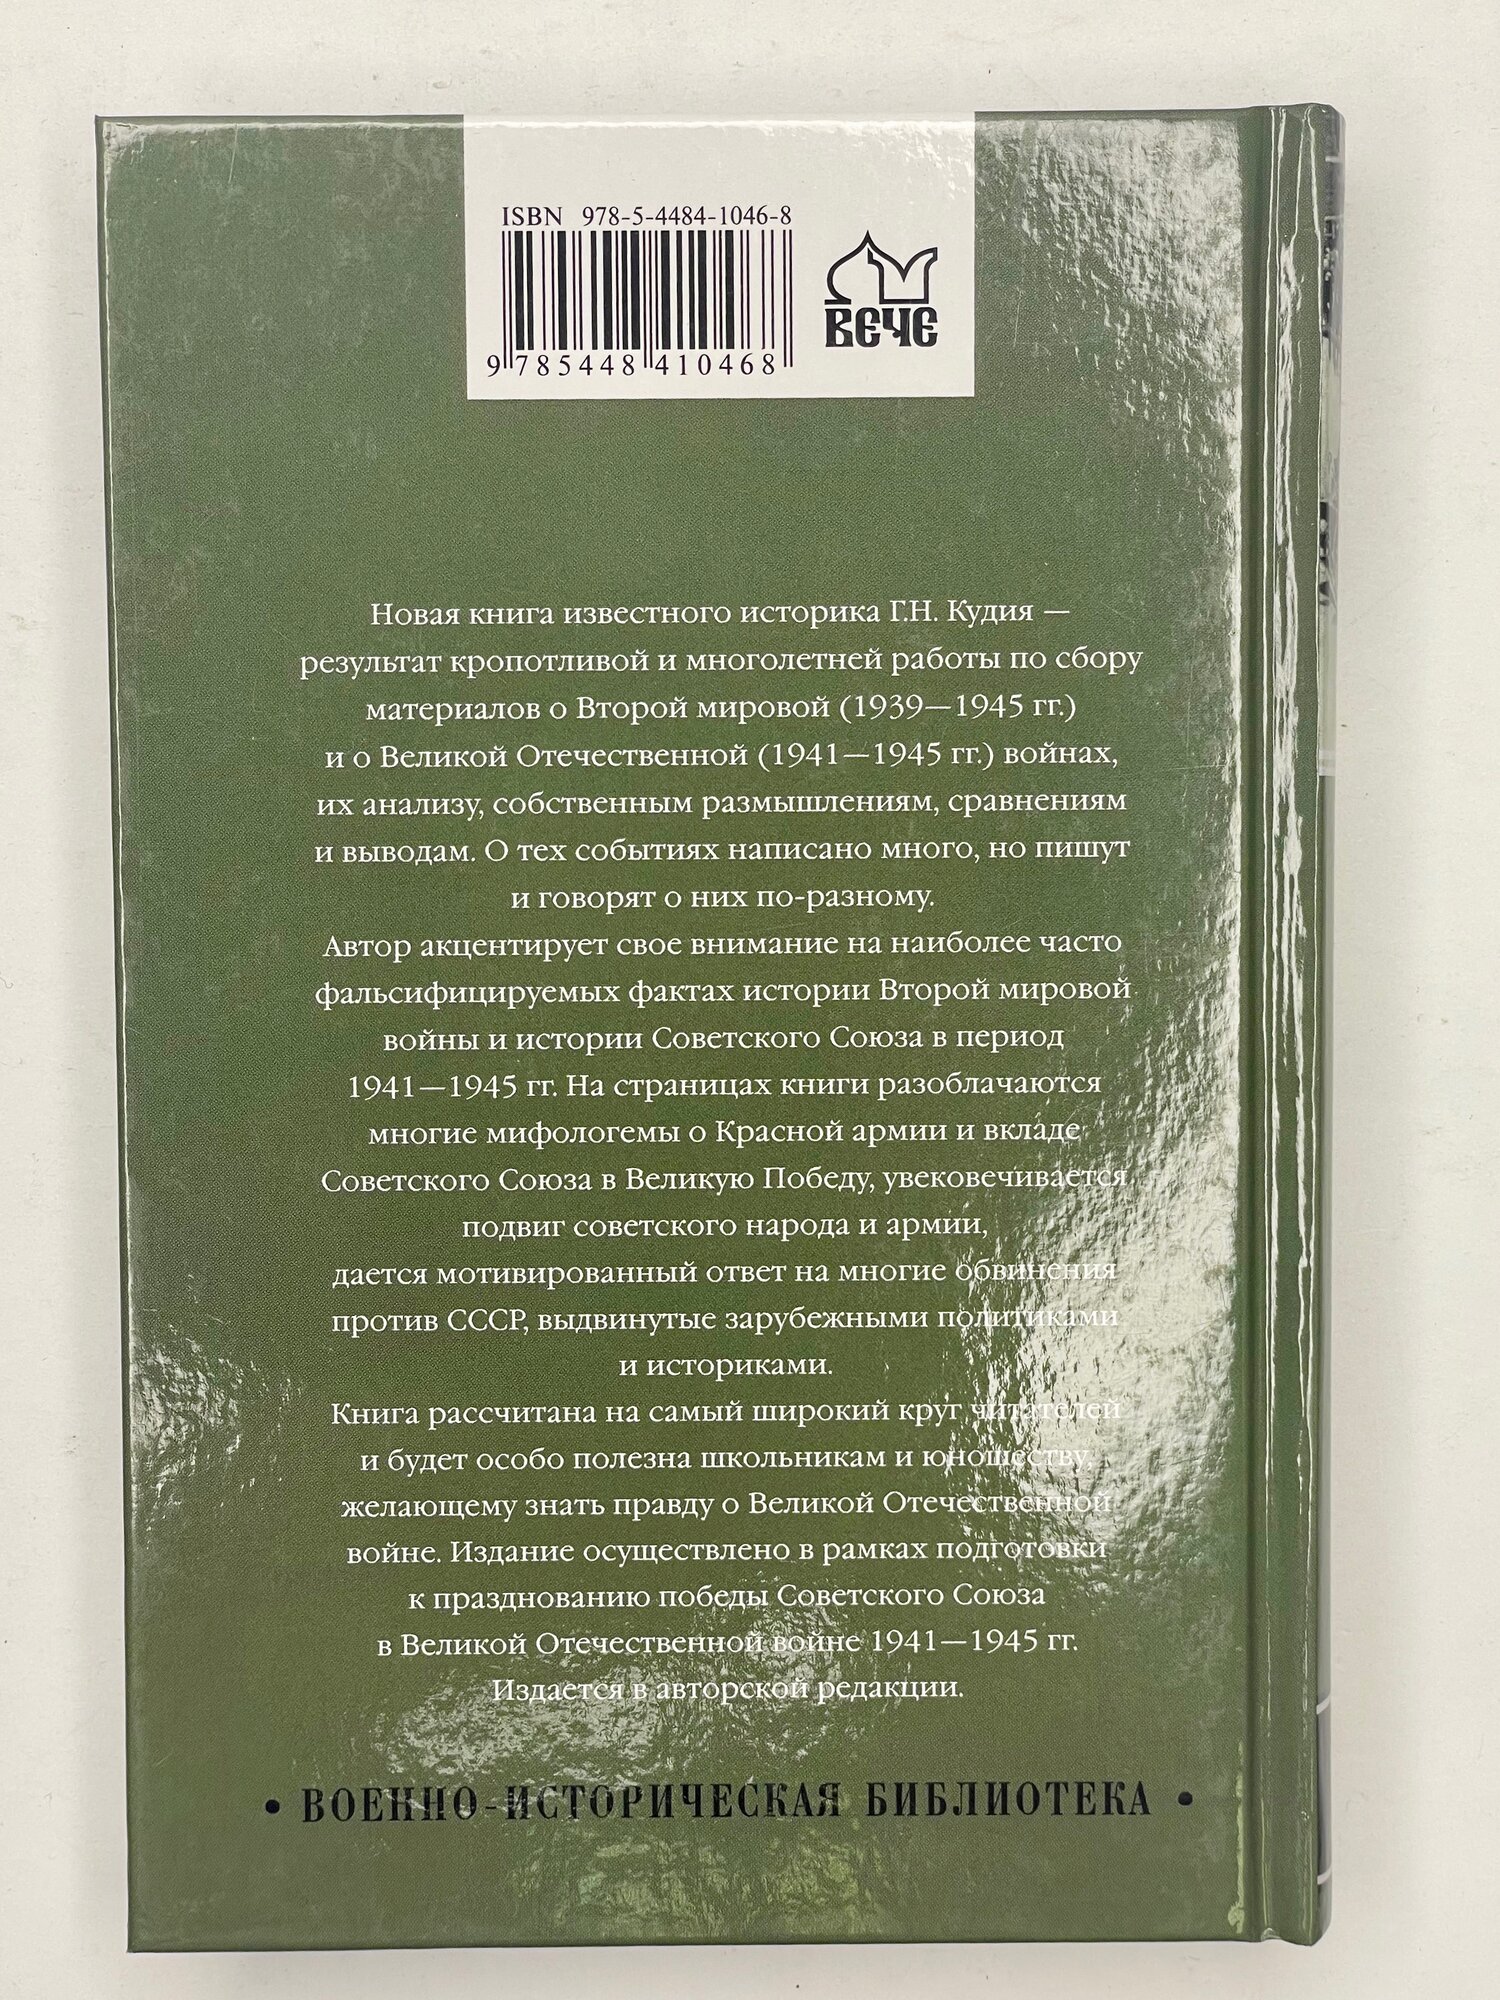 ISBN 978-5-4484-1046-8
9 785448 410468
ВЕЧЕ
Новая книга известного историка Г.Н. Кудия —
результат кропотливой и многолетней работы по сбору
материалов о Второй мировой (1939—1945 гг.)
и о Великой Отечественной (1941—1945 гг.) войнах,
их анализу, собственным размышлениям, сравнениям
и выводам. О тех событиях написано много, но пишут
и говорят о них по-разному.
Автор акцентирует свое внимание на наиболее часто
фальсифицируемых фактах истории Второй мировой
войны и истории Советского Союза в период
1941—1945 гг. На страницах книги разоблачаются
многие мифологемы о Красной армии и вкладе
Советского Союза в Великую Победу, увековечивается
подвиг советского народа и армии,
дается мотивированный ответ на многие обвинения
против СССР, выдвинутые зарубежными политиками
и историками.
Книга рассчитана на самый широкий круг читателей
и будет особо полезна школьникам и юношеству,
желающему знать правду о Великой Отечественной
войне. Издание осуществлено в рамках подготовки
к празднованию победы Советского Союза
в Великой Отечественной войне 1941—1945 гг.
Издается в авторской редакции.
• ВОЕННО-ИСТОРИЧЕСКАЯ БИБЛИОТЕКА •